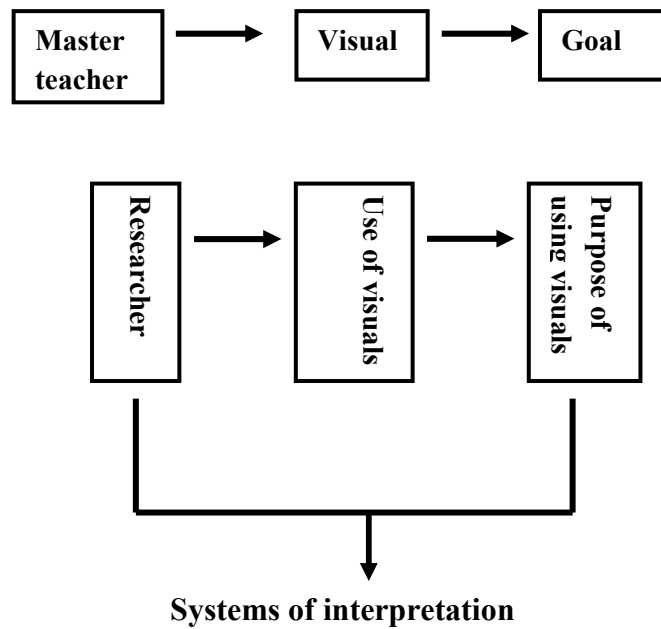 Master
teacher
Visual
Goal
Researcher
Use of visuals
Purpose of
using visuals
Systems of interpretation